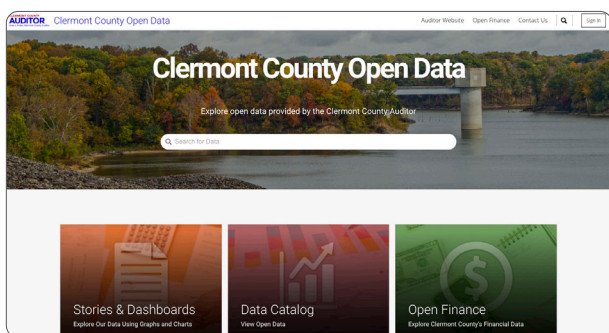 CLERMONT COUNTY
AUDITOR
Clermont County Open Data
Auditor Website Open Finance Contact Us Sign In
Clermont County Open Data
Explore open data provided by the Clermont County Auditor
Search for Data
Stories & Dashboards
Explore Our Data Using Graphs and Charts
Data Catalog
View Open Data
Open Finance
Explore Clermont County's Financial Data